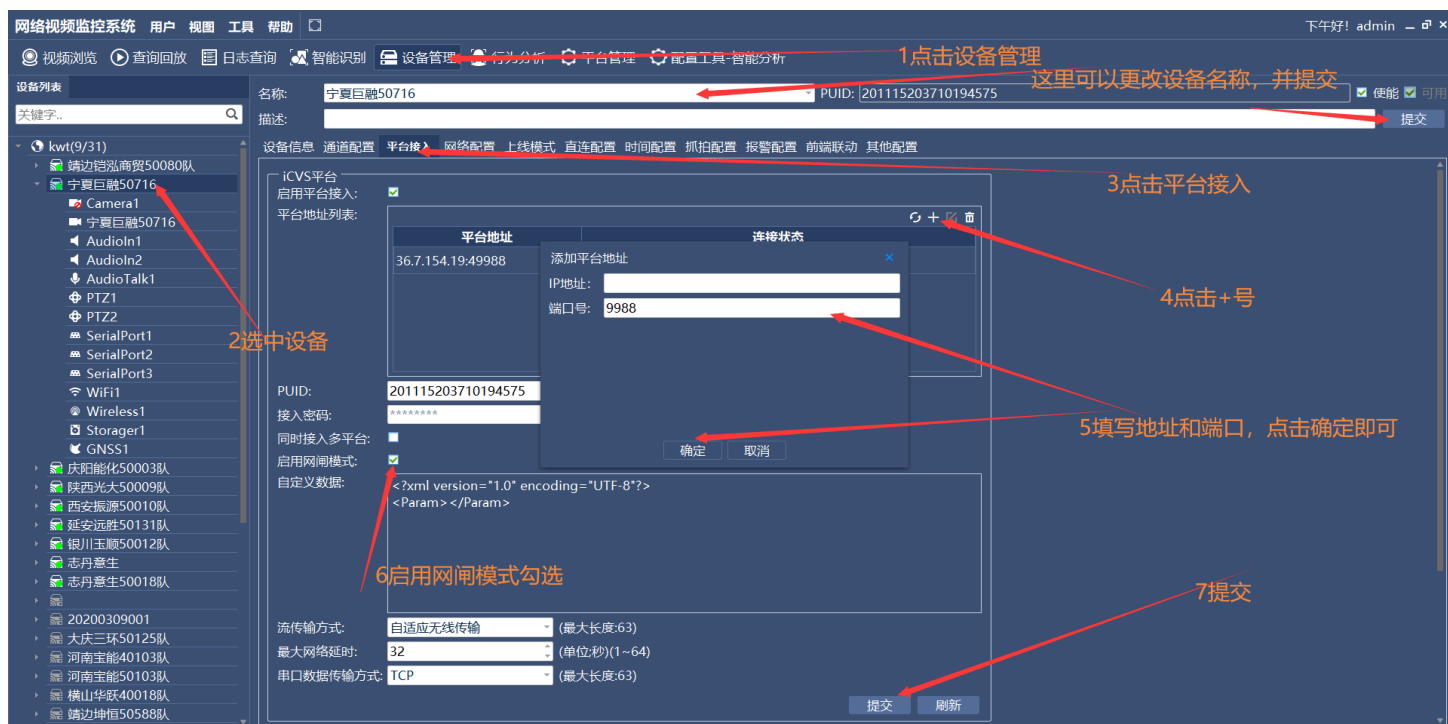 网络视频监控系统 用户 视图 工具 帮助 下午好! admin
视频浏览 查询回放 日志查询 智能识别 设备管理 行为分析 平台管理 配置工具-智能分析
1点击设备管理
这里可以更改设备名称，并提交
设备列表
关键字..
kwt(9/31)
靖边铠泓商贸50080队
宁夏巨融50716
Camera1
宁夏巨融50716
AudioIn1
AudioIn2
AudioTalk1
PTZ1
PTZ2
SerialPort1
SerialPort2
SerialPort3
WiFi1
Wireless1
Storager1
GNSS1
庆阳能化50003队
陕西光大50009队
西安振源50010队
延安远胜50131队
银川玉顺50012队
志丹意生
志丹意生50018队
20200309001
大庆三环50125队
河南宝能40103队
河南宝能50103队
横山华跃40018队
靖边坤恒50588队
2选中设备
名称: 宁夏巨融50716 PUID: 201115203710194575 使能 可用
描述: 提交
设备信息 通道配置 平台接入 网络配置 上线模式 直连配置 时间配置 抓拍配置 报警配置 前端联动 其他配置
3点击平台接入
iCVS平台
启用平台接入:
平台地址列表:
平台地址 连接状态
36.7.154.19:49988
添加平台地址
IP地址:
端口号: 9988
确定 取消
4点击+号
5填写地址和端口，点击确定即可
PUID: 201115203710194575
接入密码: ********
同时接入多平台:
启用网闸模式:
自定义数据: <?xml version="1.0" encoding="UTF-8"?>
<Param></Param>
6启用网闸模式勾选
7提交
流传输方式: 自适应无线传输 (最大长度:63)
最大网络延时: 32 (单位:秒)(1~64)
串口数据传输方式: TCP (最大长度:63)
提交 刷新